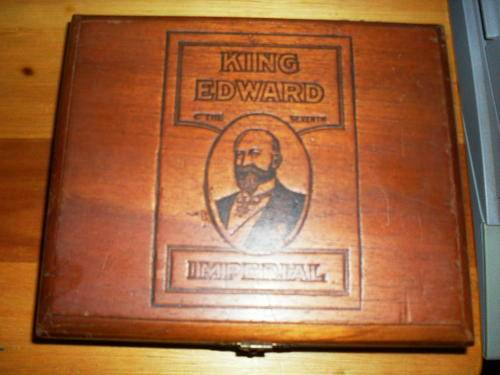 KING
EDWARD
THE SEVENTH
IMPERIAL